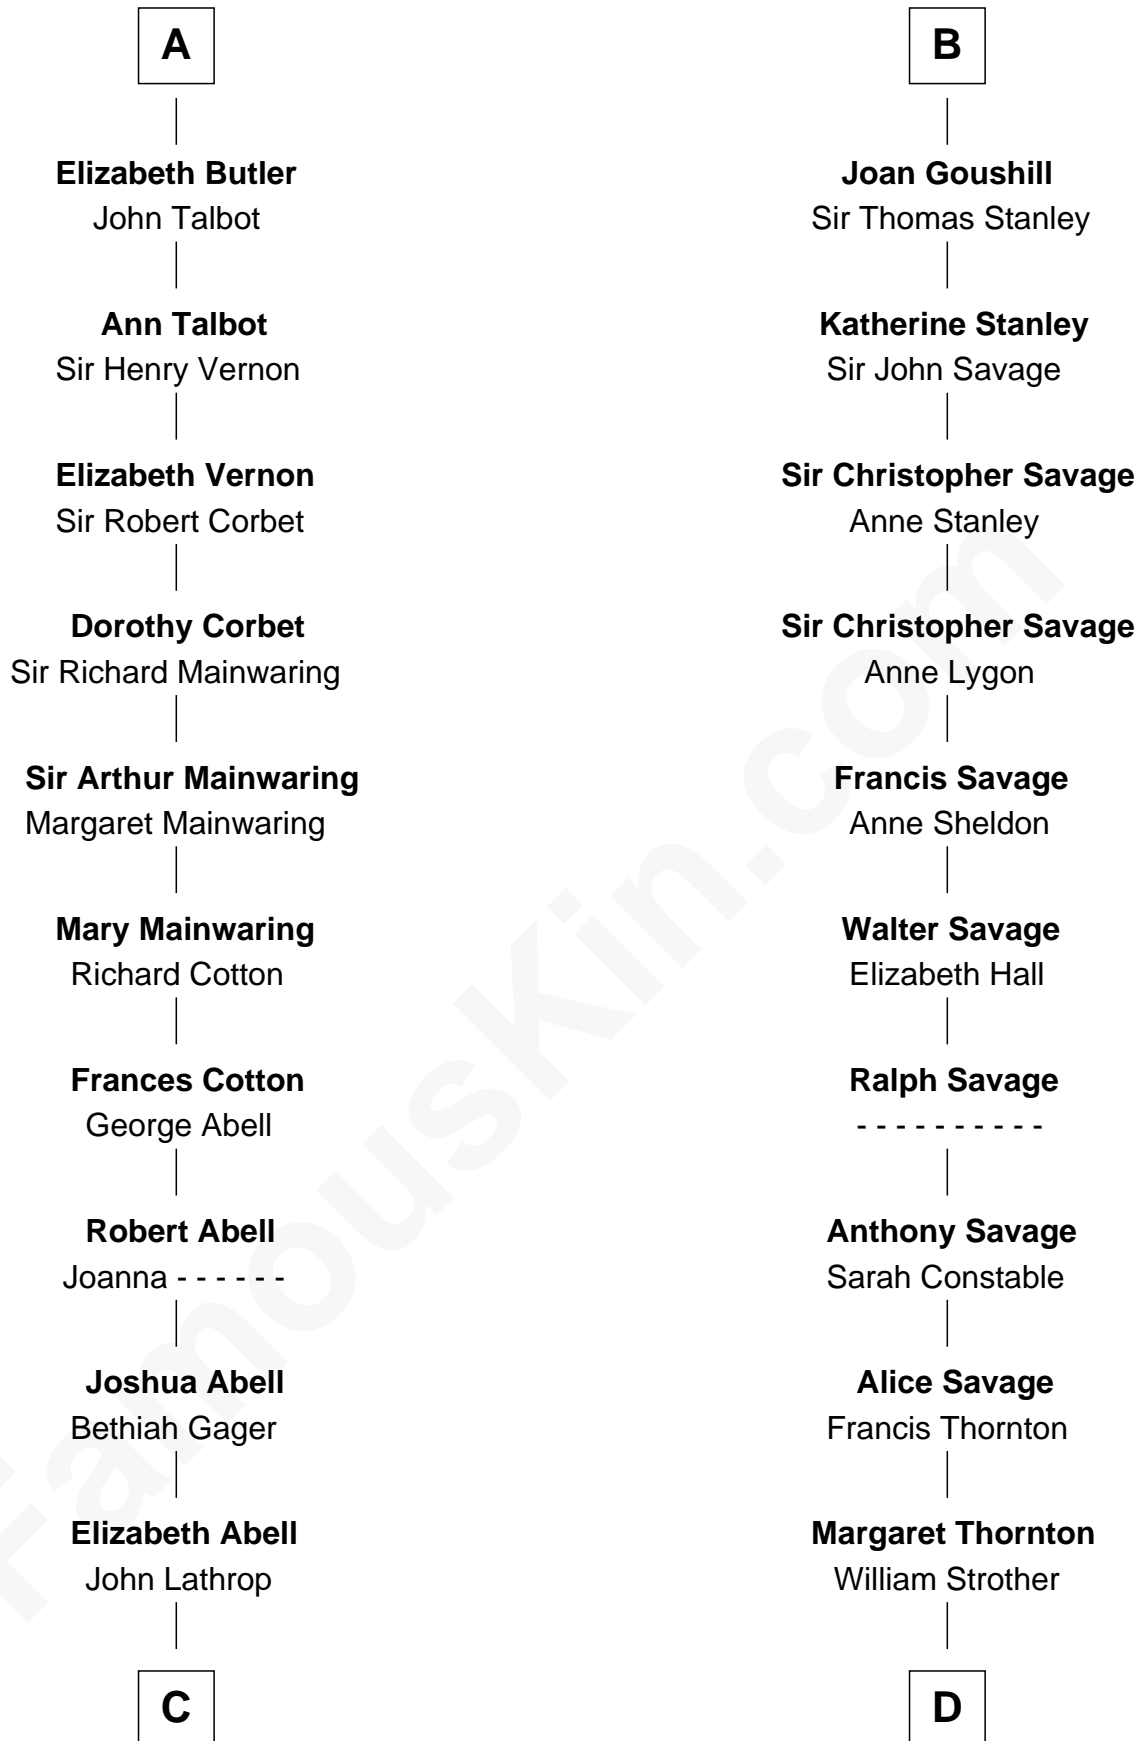 A
Elizabeth Butler
John Talbot
Ann Talbot
Sir Henry Vernon
Elizabeth Vernon
Sir Robert Corbet
Dorothy Corbet
Sir Richard Mainwaring
Sir Arthur Mainwaring
Margaret Mainwaring
Mary Mainwaring
Richard Cotton
Frances Cotton
George Abell
Robert Abell
Joanna - - - - - -
Joshua Abell
Bethiah Gager
Elizabeth Abell
John Lathrop
C
B
Joan Goushill
Sir Thomas Stanley
Katherine Stanley
Sir John Savage
Sir Christopher Savage
Anne Stanley
Sir Christopher Savage
Anne Lygon
Francis Savage
Anne Sheldon
Walter Savage
Elizabeth Hall
Ralph Savage
- - - - - - - - - -
Anthony Savage
Sarah Constable
Alice Savage
Francis Thornton
Margaret Thornton
William Strother
D
FamousKin.com